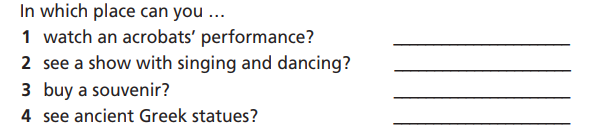 In which place can you …
1 watch an acrobats’ performance?
2 see a show with singing and dancing?
3 buy a souvenir?
4 see ancient Greek statues?